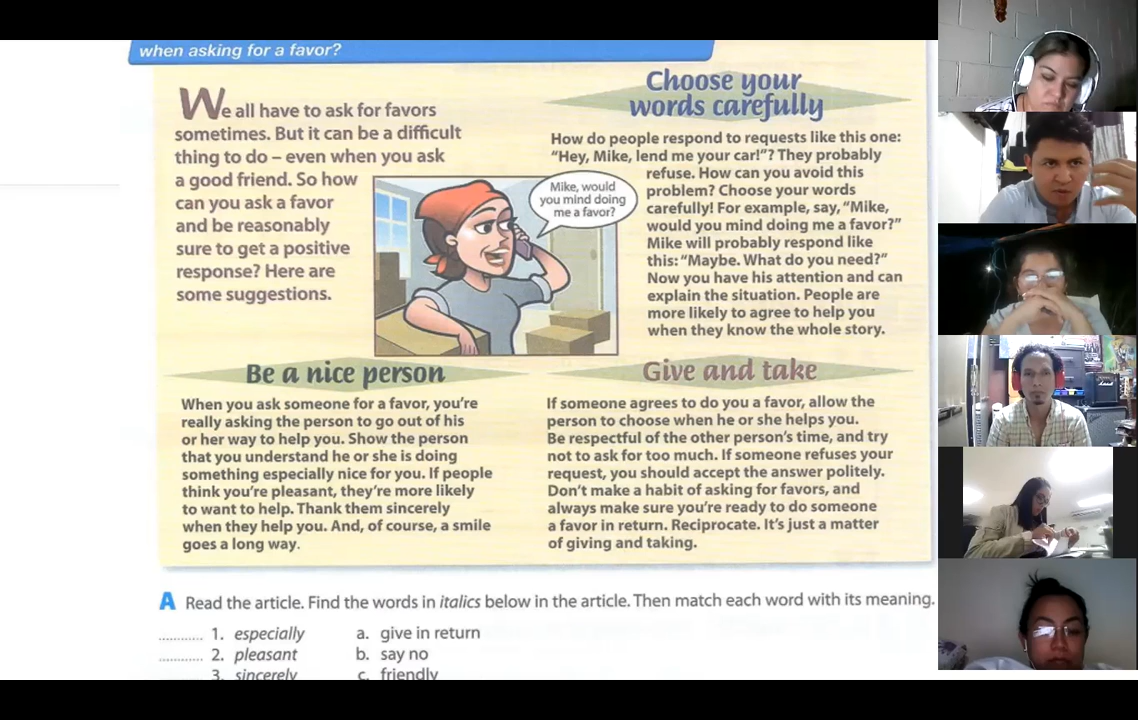 when asking for a favor?
We all have to ask for favors
sometimes. But it can be a difficult
thing to do – even when you ask
a good friend. So how
can you ask a favor
and be reasonably
sure to get a positive
response? Here are
some suggestions.
Mike, would
you mind doing
me a favor?
Choose your
words carefully
How do people respond to requests like this one:
“Hey, Mike, lend me your car!”? They probably
refuse. How can you avoid this
problem? Choose your words
carefully! For example, say, “Mike,
would you mind doing me a favor?”
Mike will probably respond like
this: “Maybe. What do you need?”
Now you have his attention and can
explain the situation. People are
more likely to agree to help you
when they know the whole story.
Be a nice person
When you ask someone for a favor, you’re
really asking the person to go out of his
or her way to help you. Show the person
that you understand he or she is doing
something especially nice for you. If people
think you’re pleasant, they’re more likely
to want to help. Thank them sincerely
when they help you. And, of course, a smile
goes a long way.
Give and take
If someone agrees to do you a favor, allow the
person to choose when he or she helps you.
Be respectful of the other person’s time, and try
not to ask for too much. If someone refuses your
request, you should accept the answer politely.
Don’t make a habit of asking for favors, and
always make sure you’re ready to do someone
a favor in return. Reciprocate. It’s just a matter
of giving and taking.
A Read the article. Find the words in italics below in the article. Then match each word with its meaning.
.......... 1. especially a. give in return
.......... 2. pleasant b. say no
3. sincerely c. friendly